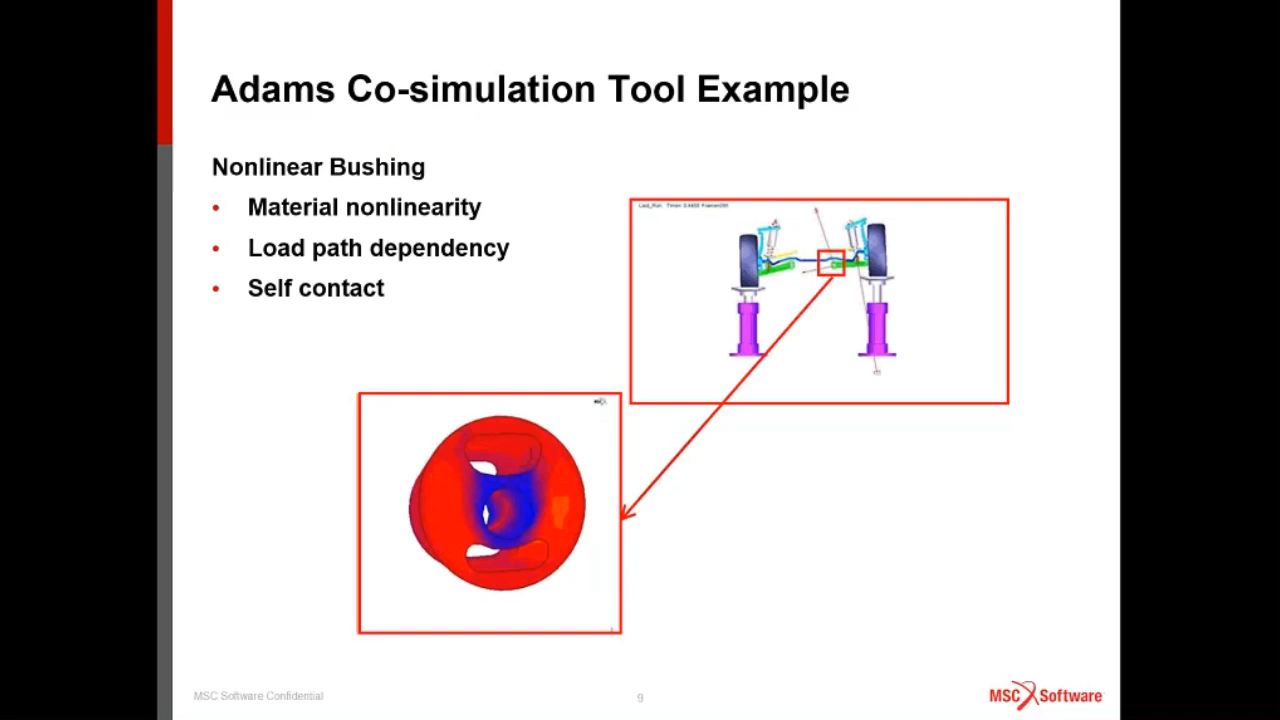 Adams Co-simulation Tool Example
Nonlinear Bushing
• Material nonlinearity
• Load path dependency
• Self contact
MSC Software Confidential
9
MSC Software